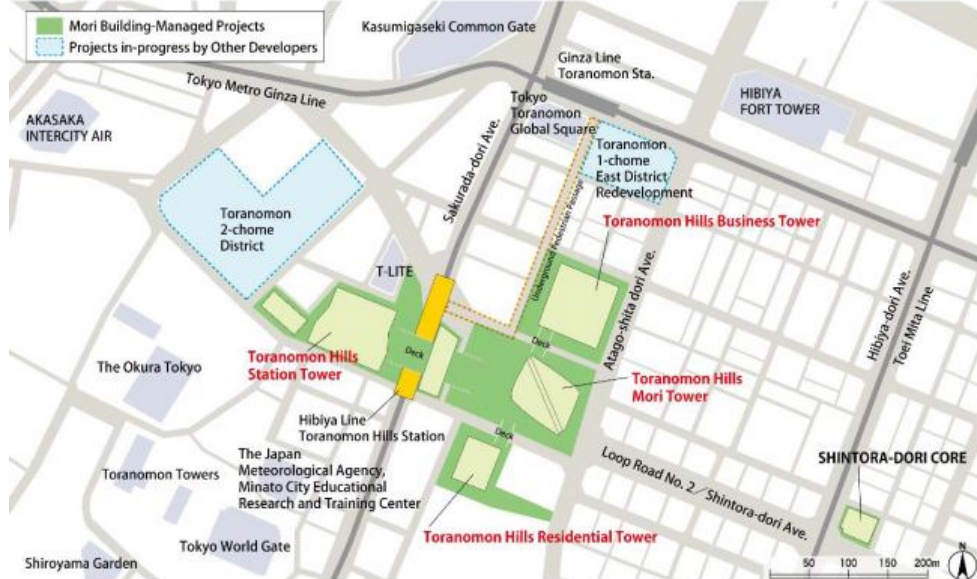 Mori Building-Managed Projects
Projects in-progress by Other Developers
Kasumigaseki Common Gate
Ginza Line
Toranomon Sta.
Tokyo Metro Ginza Line
Tokyo
Toranomon
Global Square
HIBIYA
FORT TOWER
AKASAKA
INTERCITY AIR
Sakurada-dori Ave.
Toranomon
1-chome
East District
Redevelopment
Toranomon
2-chome
District
Underground Pedestrian Passage
Toranomon Hills Business Tower
T-LITE
Atago-shita dori Ave.
Hibiya-dori Ave.
Toei Mita Line
Deck
Deck
Toranomon Hills
Station Tower
The Okura Tokyo
Toranomon Hills
Mori Tower
Hibiya Line
Toranomon Hills Station
Deck
The Japan
Meteorological Agency,
Minato City Educational
Research and Training Center
Loop Road No. 2/Shintora-dori Ave.
SHINTORA-DORI CORE
Toranomon Towers
Toranomon Hills Residential Tower
Tokyo World Gate
Shiroyama Garden
N
50 100 150 200m